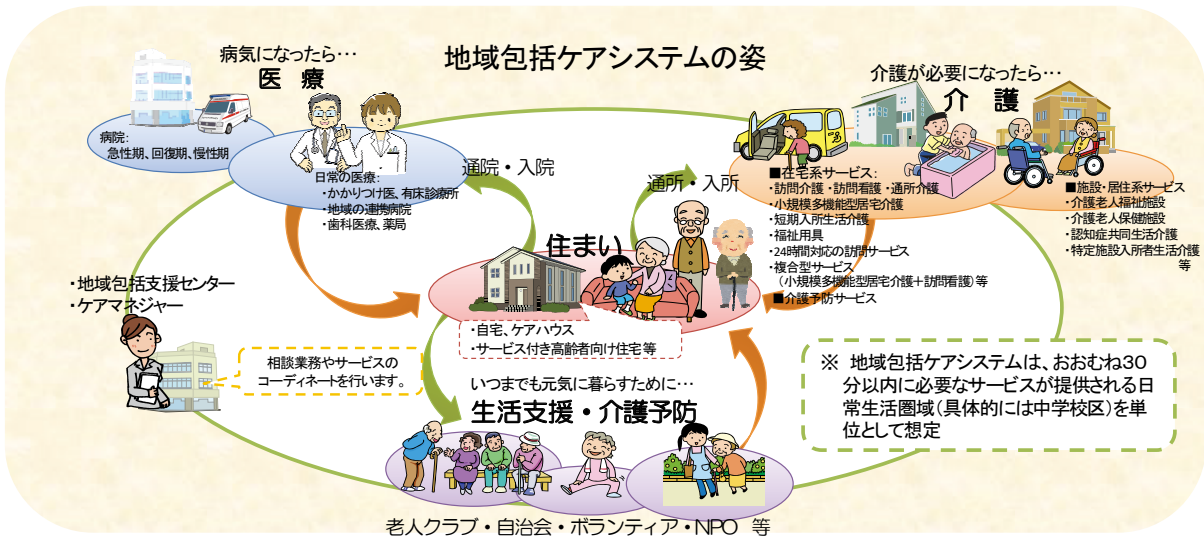 地域包括ケアシステムの姿
病気になったら･･･
医 療
病院:
急性期、回復期、慢性期
日常の医療:
・かかりつけ医、有床診療所
・地域の連携病院
・歯科医療、薬局
通院・入院
通所・入所
介護が必要になったら･･･
介 護
■在宅系サービス:
・訪問介護 ・訪問看護 ・通所介護
・小規模多機能型居宅介護
・短期入所生活介護
・福祉用具
・24時間対応の訪問サービス
・複合型サービス
(小規模多機能型居宅介護+訪問看護)等
■介護予防サービス
■施設・居住系サービス
・介護老人福祉施設
・介護老人保健施設
・認知症共同生活介護
・特定施設入所者生活介護
等
住まい
・自宅、ケアハウス
・サービス付き高齢者向け住宅等
・地域包括支援センター
・ケアマネジャー
相談業務やサービスの
コーディネートを行います。
いつまでも元気に暮らすために･･･
生活支援・介護予防
老人クラブ・自治会・ボランティア・NPO 等
※ 地域包括ケアシステムは、おおむね30
分以内に必要なサービスが提供される日
常生活圏域(具体的には中学校区)を単
位として想定